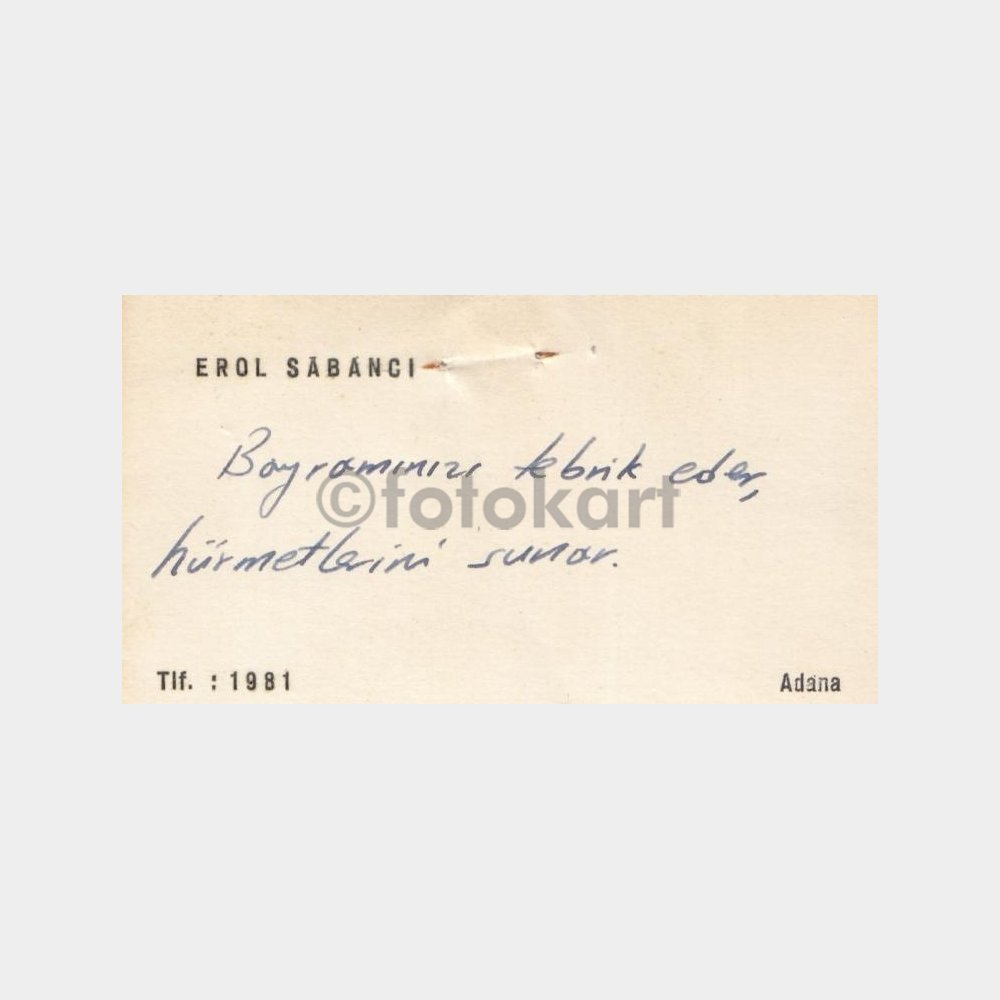 EROL SABANCI
Bayramınızı tebrik eder,
©fotokart
hürmetlerini sunar.
Tlf. : 1981
Adana